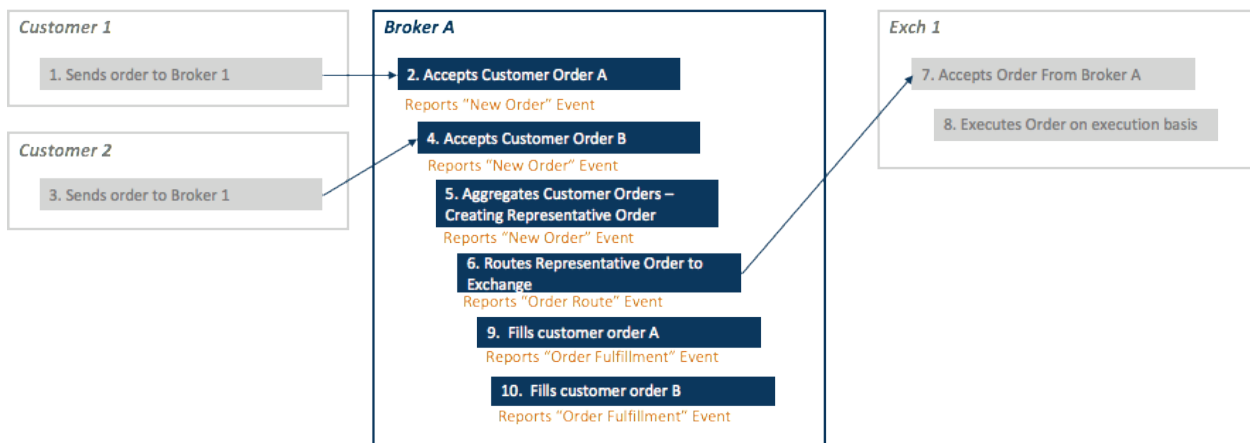 Customer 1
1. Sends order to Broker 1
Customer 2
3. Sends order to Broker 1
Broker A
2. Accepts Customer Order A
Reports “New Order” Event
4. Accepts Customer Order B
Reports “New Order” Event
5. Aggregates Customer Orders –
Creating Representative Order
Reports “New Order” Event
6. Routes Representative Order to
Exchange
Reports “Order Route” Event
9. Fills customer order A
Reports “Order Fulfillment” Event
10. Fills customer order B
Reports “Order Fulfillment” Event
Exch 1
7. Accepts Order From Broker A
8. Executes Order on execution basis